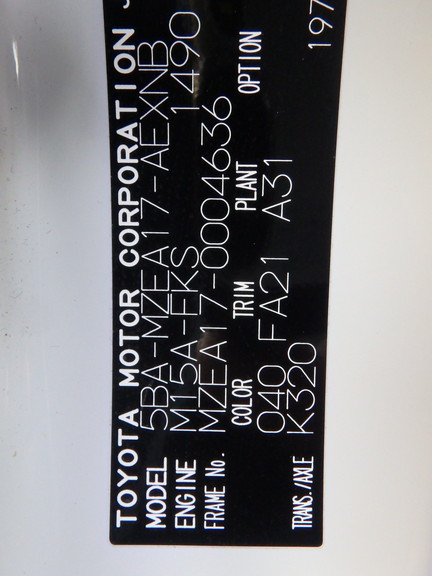 TOYOTA MOTOR CORPORATION J
MODEL 5BA-MZEA17-AEXNB
ENGINE M15A-FKS 1490
FRAME No. MZEA17-0004636
COLOR TRIM PLANT OPTION
040 FA21 A31
TRANS./AXLE K320 197